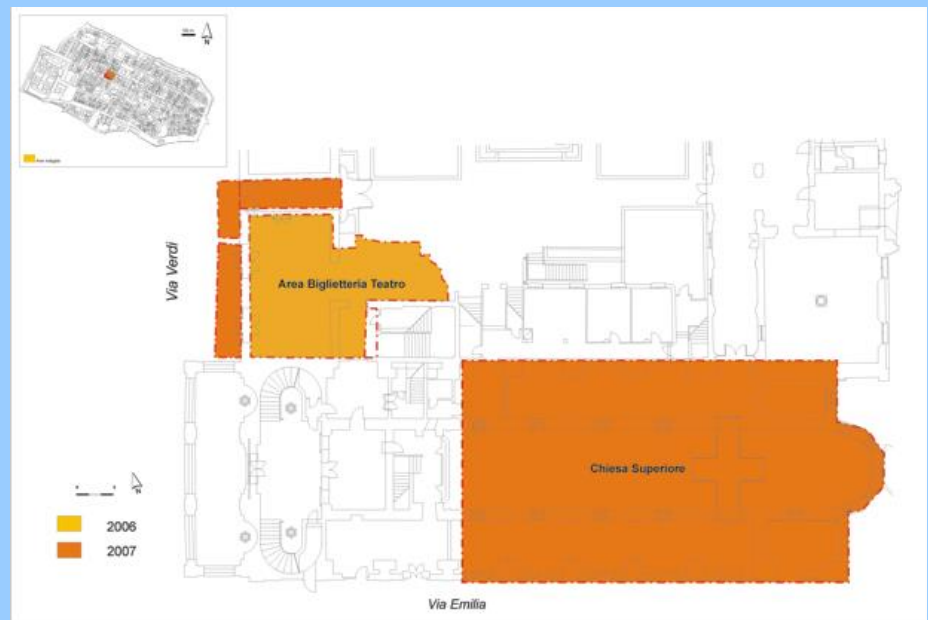 N
Via Verdi
Area Biglietteria Teatro
Chiesa Superiore
2006
2007
Via Emilia